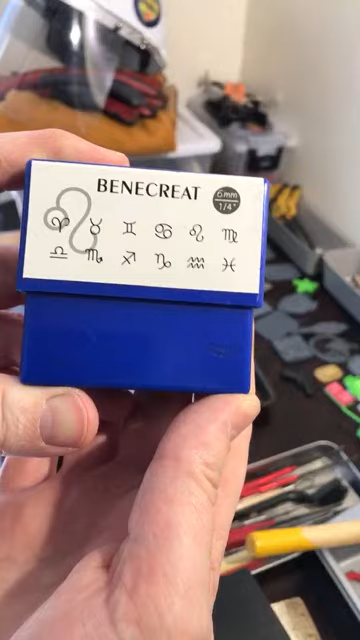 BENECREAT
6mm
1/4"
♈ ♉ ♊ ♋ ♌ ♍
♎ ♏ ♐ ♑ ♒ ♓